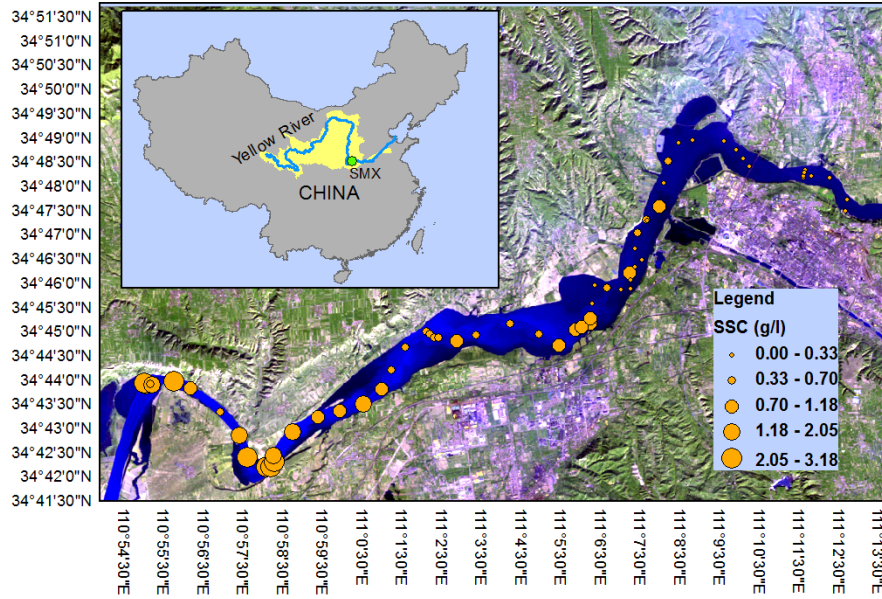 34°51'30"N
34°51'0"N
34°50'30"N
34°50'0"N
34°49'30"N
34°49'0"N
34°48'30"N
34°48'0"N
34°47'30"N
34°47'0"N
34°46'30"N
34°46'0"N
34°45'30"N
34°45'0"N
34°44'30"N
34°44'0"N
34°43'30"N
34°43'0"N
34°42'30"N
34°42'0"N
34°41'30"N
Yellow River
SMX
CHINA
Legend
SSC (g/l)
0.00 - 0.33
0.33 - 0.70
0.70 - 1.18
1.18 - 2.05
2.05 - 3.18
110°54'30"E
110°55'30"E
110°56'30"E
110°57'30"E
110°58'30"E
110°59'30"E
111°0'30"E
111°1'30"E
111°2'30"E
111°3'30"E
111°4'30"E
111°5'30"E
111°6'30"E
111°7'30"E
111°8'30"E
111°9'30"E
111°10'30"E
111°11'30"E
111°12'30"E
111°13'30"E